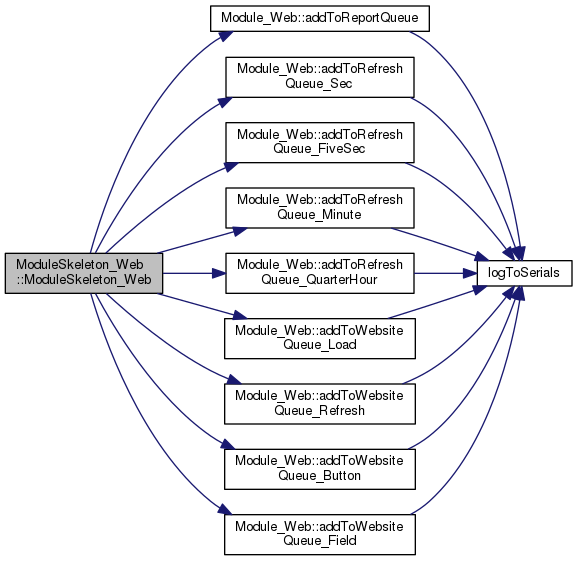 Module_Web::addToReportQueue
Module_Web::addToRefresh
Queue_Sec
Module_Web::addToRefresh
Queue_FiveSec
Module_Web::addToRefresh
Queue_Minute
ModuleSkeleton_Web
::ModuleSkeleton_Web
Module_Web::addToRefresh
Queue_QuarterHour
logToSerials
Module_Web::addToWebsite
Queue_Load
Module_Web::addToWebsite
Queue_Refresh
Module_Web::addToWebsite
Queue_Button
Module_Web::addToWebsite
Queue_Field